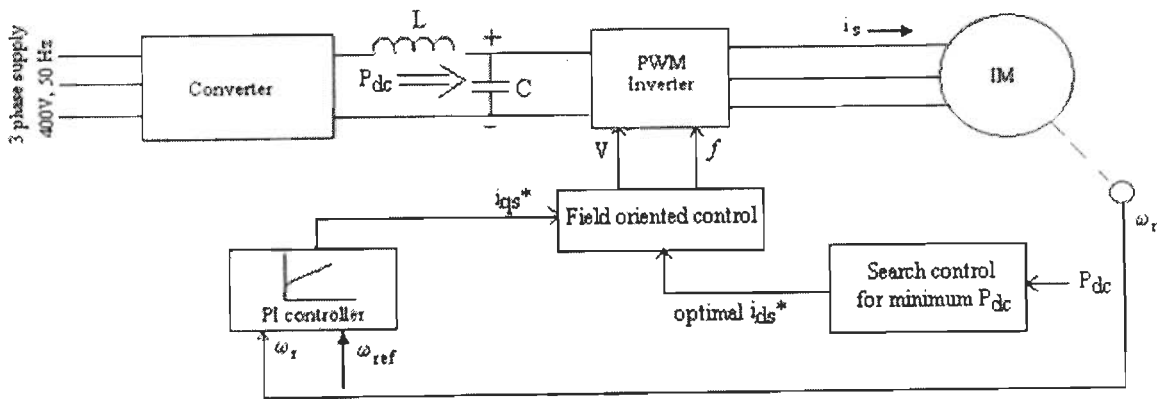 3 phase supply
400V, 50 Hz
Converter
L
+
P_dc
C
–
PWM
Inverter
i_s
IM
V
f
i_qs*
Field oriented control
ω_r
Search control
for minimum P_dc
P_dc
optimal i_ds*
PI controller
ω_r
ω_ref